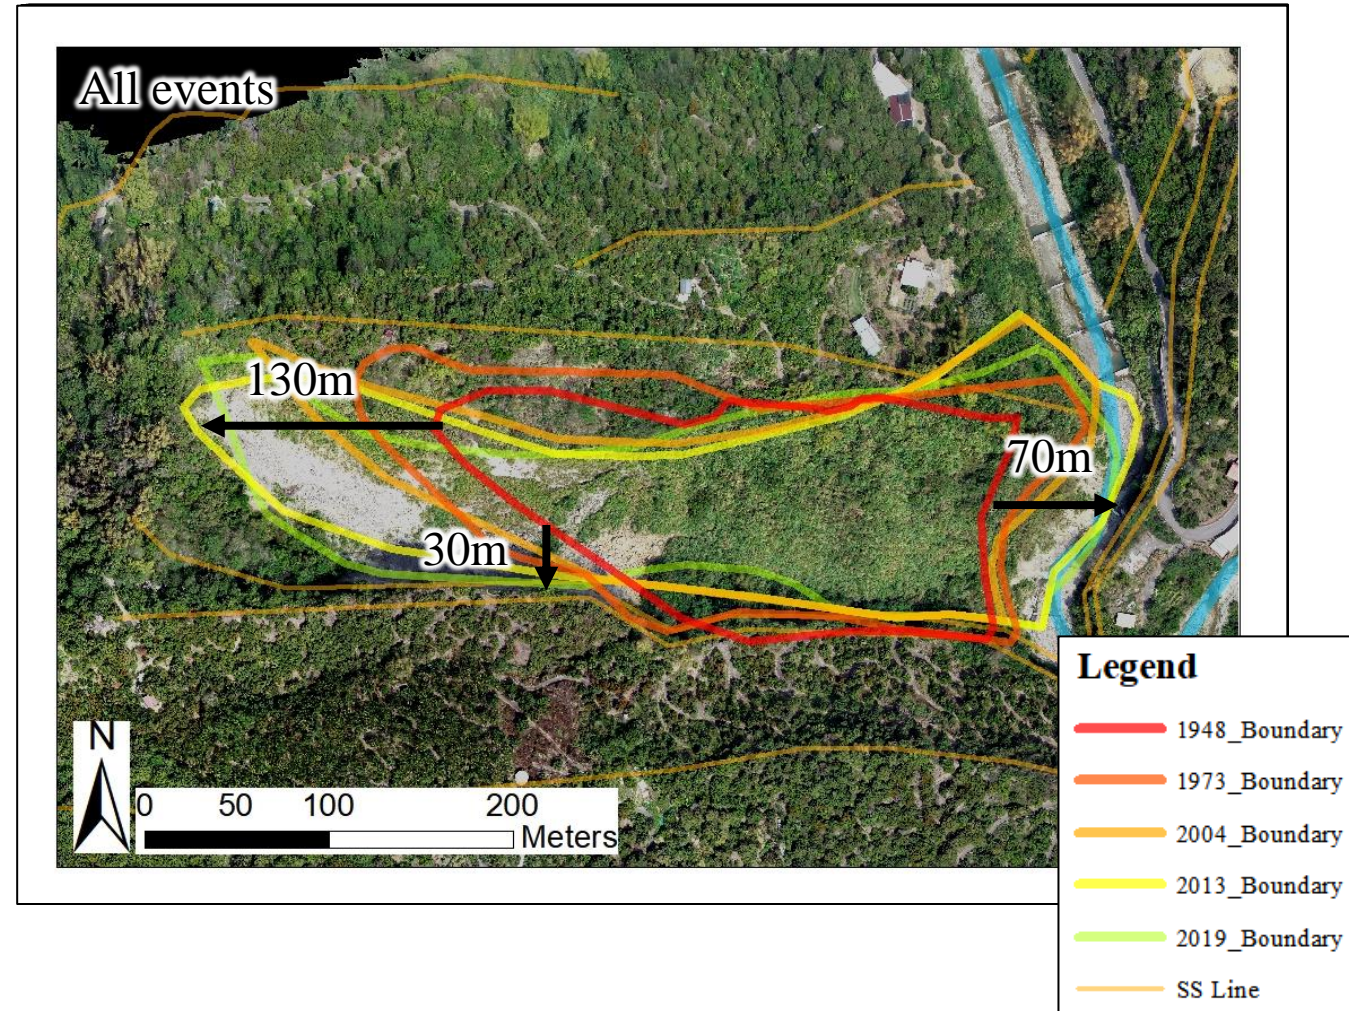 All events
130m
70m
30m
N
0 50 100 200
Meters
Legend
1948_Boundary
1973_Boundary
2004_Boundary
2013_Boundary
2019_Boundary
SS Line